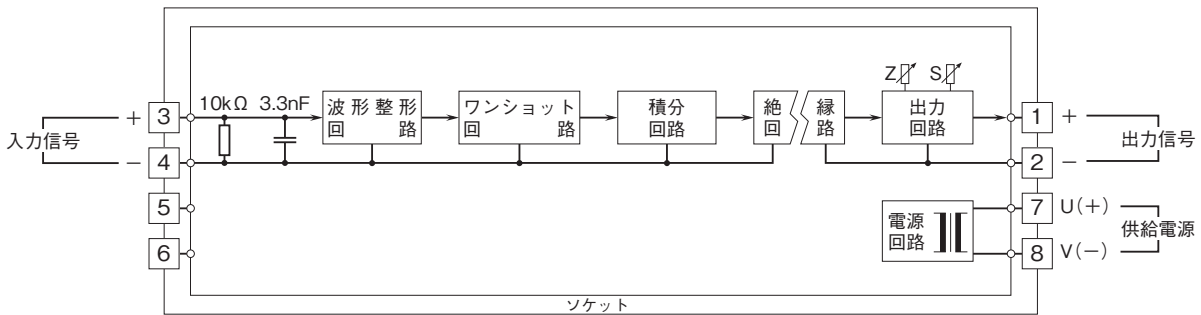 Z S
10kΩ 3.3nF
波形整形
回 路
ワンショット
回 路
積分
回路
絶 縁
回 路
出力
回路
入力信号
+ 3
− 4
5
6
1 +
2 −
出力信号
電源
回路
7 U(+)
8 V(−)
供給電源
ソケット